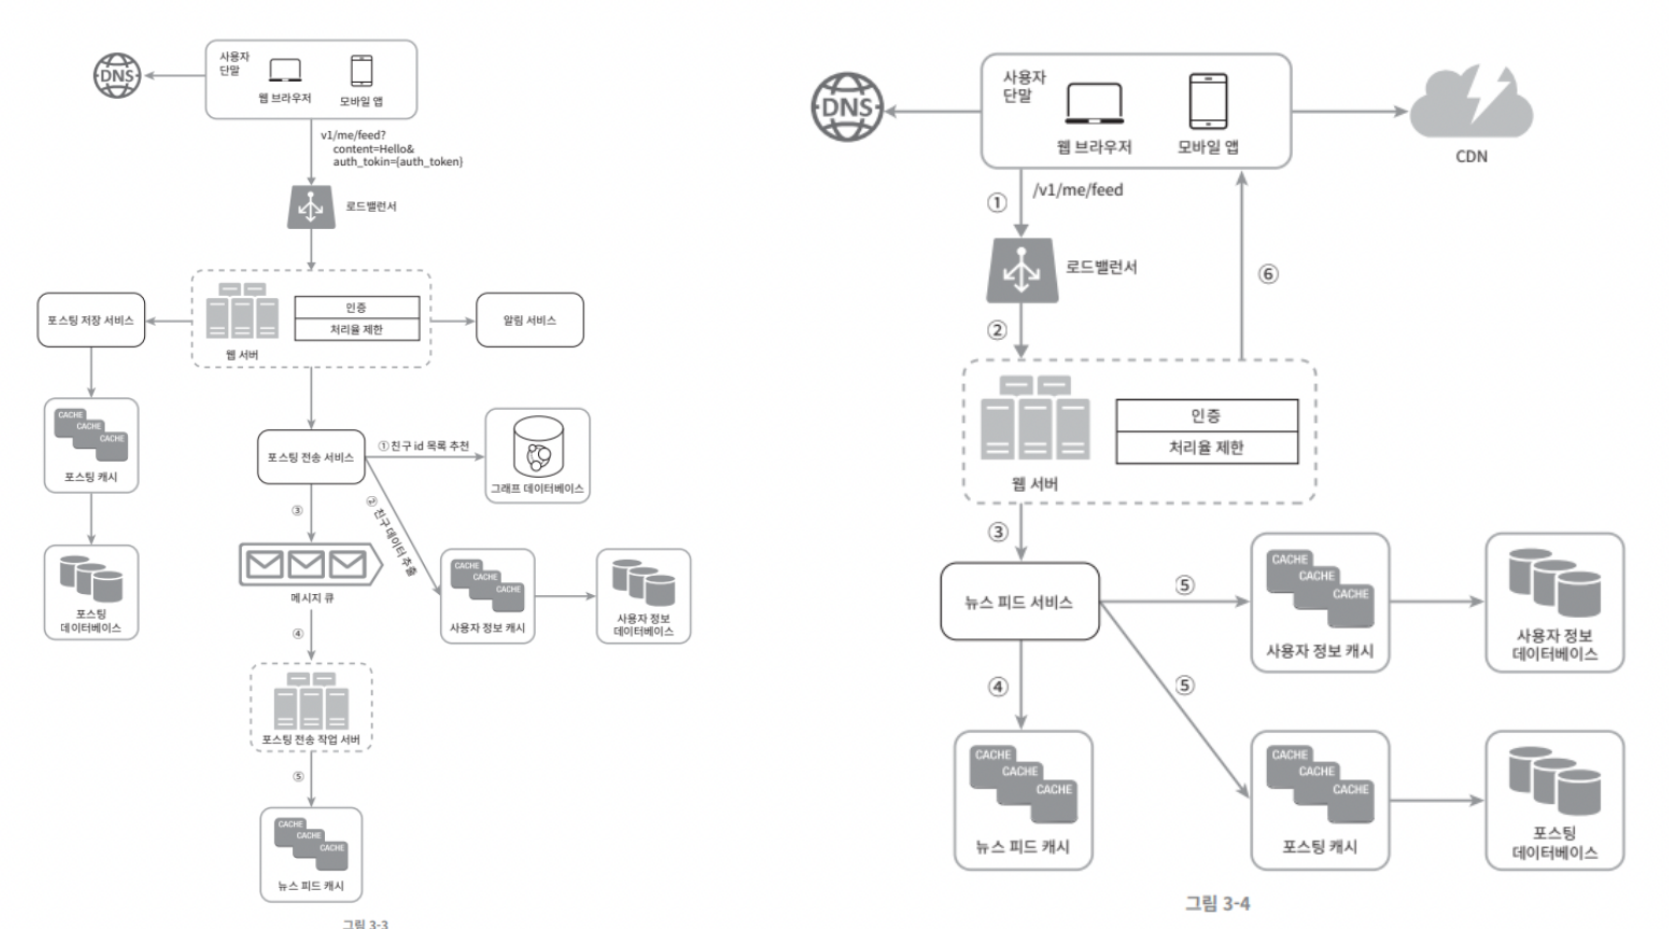 DNS
사용자
단말
웹 브라우저
모바일 앱
v1/me/feed?
content=Hello&
auth_tokin={auth_token}
로드밸런서
포스팅 저장 서비스
인증
처리율 제한
웹 서버
알림 서비스
CACHE
CACHE
CACHE
포스팅 캐시
포스팅
데이터베이스
포스팅 전송 서비스
① 친구 id 목록 추천
그래프 데이터베이스
② 친구 데이터 추출
CACHE
CACHE
CACHE
사용자 정보 캐시
사용자 정보
데이터베이스
③
메시지 큐
④
포스팅 전송 작업 서버
⑤
CACHE
CACHE
CACHE
뉴스 피드 캐시
그림 3-3
DNS
사용자
단말
웹 브라우저
모바일 앱
CDN
①
/v1/me/feed
로드밸런서
②
⑥
인증
처리율 제한
웹 서버
③
뉴스 피드 서비스
⑤
CACHE
CACHE
CACHE
사용자 정보 캐시
사용자 정보
데이터베이스
④
⑤
CACHE
CACHE
CACHE
뉴스 피드 캐시
CACHE
CACHE
CACHE
포스팅 캐시
포스팅
데이터베이스
그림 3-4